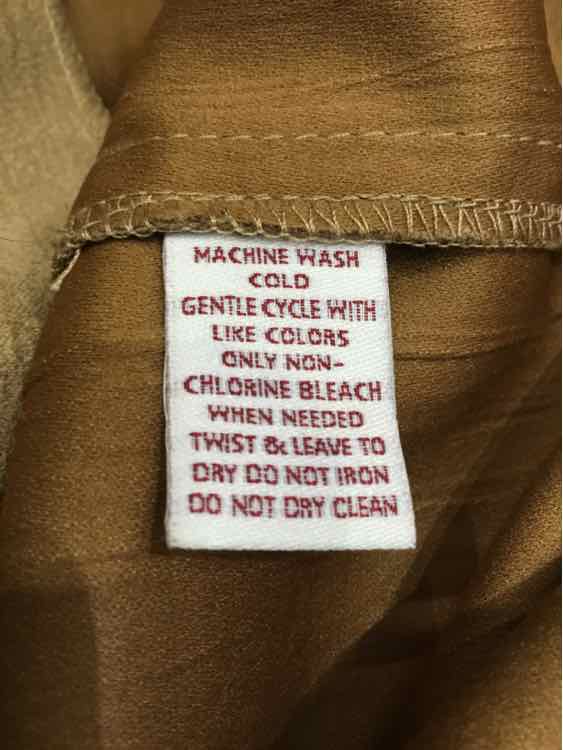 MACHINE WASH
COLD
GENTLE CYCLE WITH
LIKE COLORS
ONLY NON-
CHLORINE BLEACH
WHEN NEEDED
TWIST & LEAVE TO
DRY DO NOT IRON
DO NOT DRY CLEAN